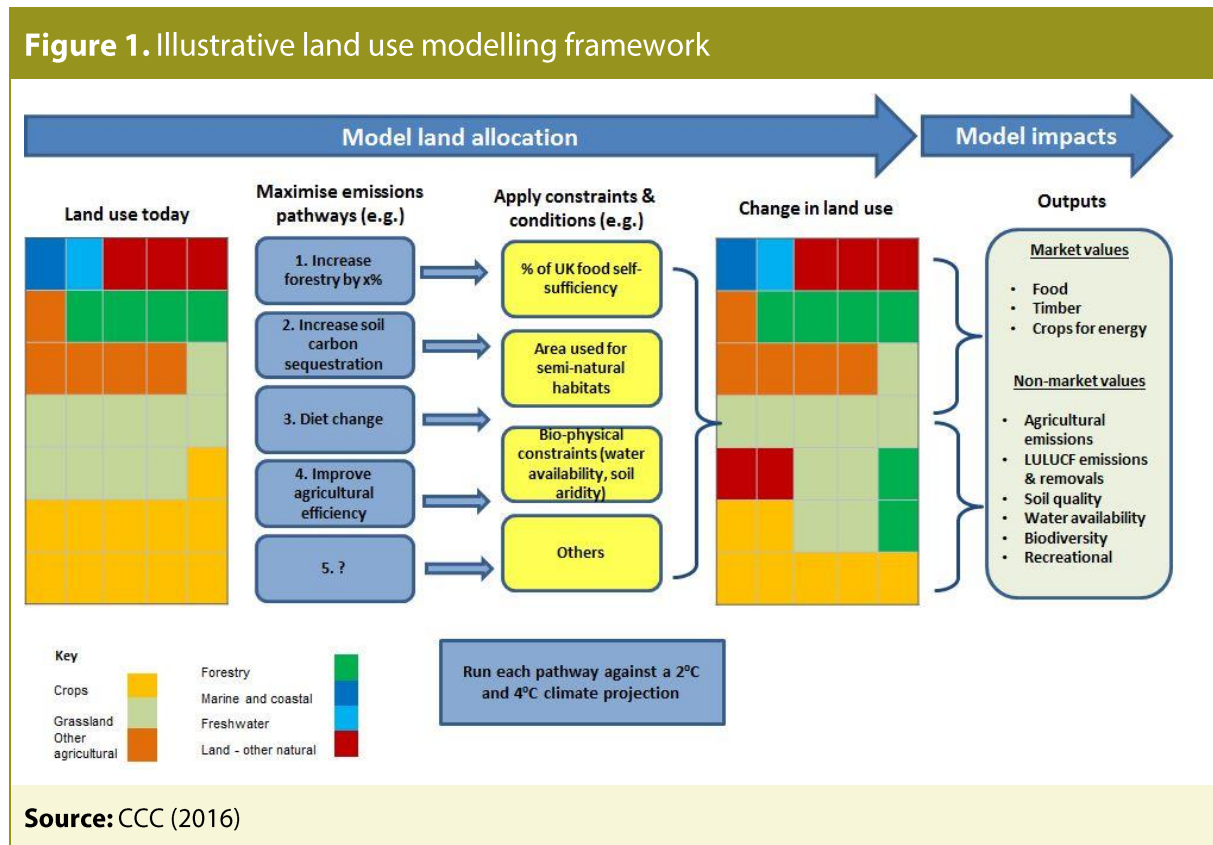 Figure 1. Illustrative land use modelling framework
Model land allocation
Model impacts
Land use today
Maximise emissions
pathways (e.g.)
Apply constraints &
conditions (e.g.)
Change in land use
Outputs
1. Increase
forestry by x%
2. Increase soil
carbon
sequestration
3. Diet change
4. Improve
agricultural
efficiency
5. ?
% of UK food self-
sufficiency
Area used for
semi-natural
habitats
Bio-physical
constraints (water
availability, soil
aridity)
Others
Market values
• Food
• Timber
• Crops for energy
Non-market values
• Agricultural
emissions
• LULUCF emissions
& removals
• Soil quality
• Water availability
• Biodiversity
• Recreational
Key
Crops
Grassland
Other
agricultural
Forestry
Marine and coastal
Freshwater
Land - other natural
Run each pathway against a 2°C
and 4°C climate projection
Source: CCC (2016)